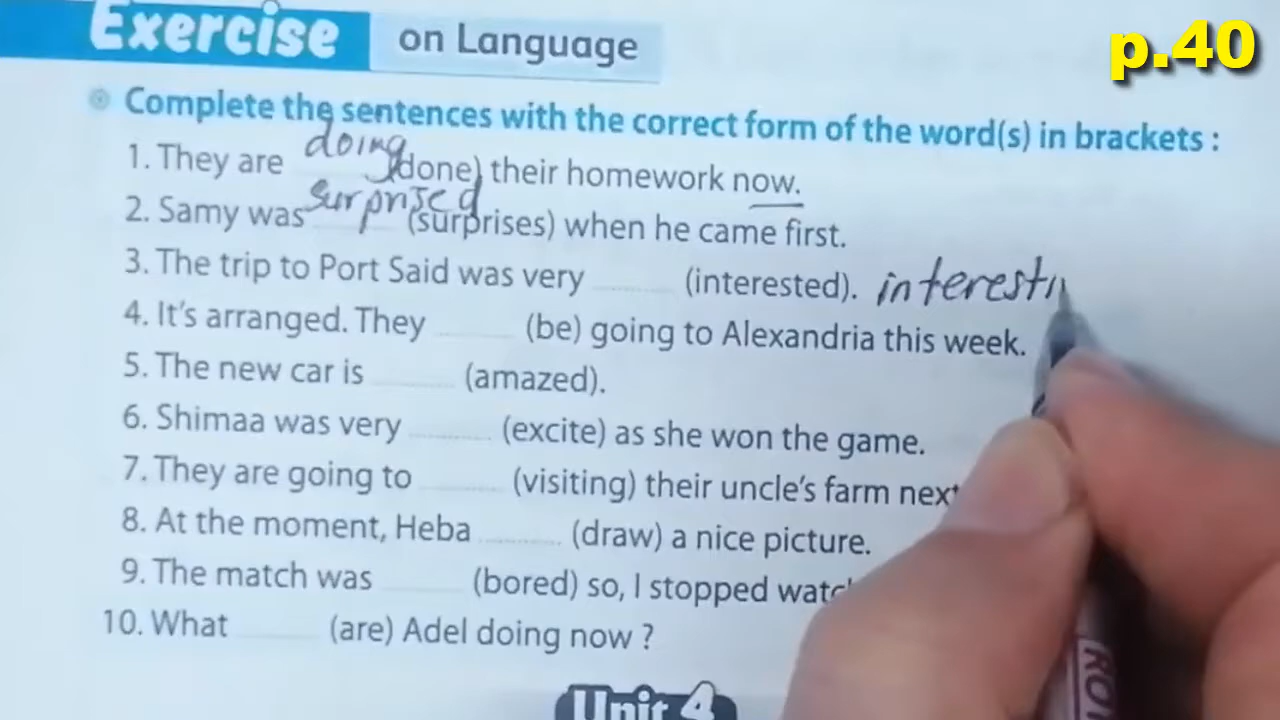 Exercise on Language
p.40
Complete the sentences with the correct form of the word(s) in brackets :
1. They are doing (done) their homework now.
2. Samy was surprised (surprises) when he came first.
3. The trip to Port Said was very ........ (interested). interesti
4. It's arranged. They ........ (be) going to Alexandria this week.
5. The new car is ........ (amazed).
6. Shimaa was very ........ (excite) as she won the game.
7. They are going to ........ (visiting) their uncle's farm next
8. At the moment, Heba ........ (draw) a nice picture.
9. The match was ........ (bored) so, I stopped
10. What ........ (are) Adel doing now ?
Unit 4